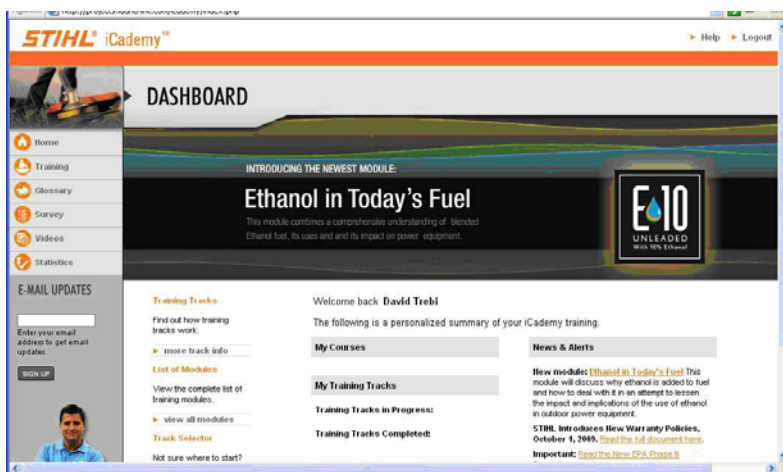 STIHL® iCademy™
Help Logout
DASHBOARD
Home
Training
Glossary
Survey
Videos
Statistics
INTRODUCING THE NEWEST MODULE:
Ethanol in Today's Fuel
This module combines a comprehensive understanding of blended
Ethanol fuel, its uses and and its impact on power equipment.
E10
UNLEADED
With 10% Ethanol
E-MAIL UPDATES
Enter your email
address to get email
updates.
SIGN UP
Training Tracks
Find out how training
tracks work.
more track info
List of Modules
View the complete list of
training modules.
view all modules
Track Selector
Not sure where to start?
Welcome back David Trebi
The following is a personalized summary of your iCademy training.
My Courses
My Training Tracks
Training Tracks in Progress:
Training Tracks Completed:
News & Alerts
New module: Ethanol in Today's Fuel This
module will discuss why ethanol is added to fuel
and how to deal with it in an attempt to lessen
the impact and implications of the use of ethanol
in outdoor power equipment.
STIHL Introduces New Warranty Policies,
October 1, 2009. Read the full document here.
Important: Read the New EPA Phase III